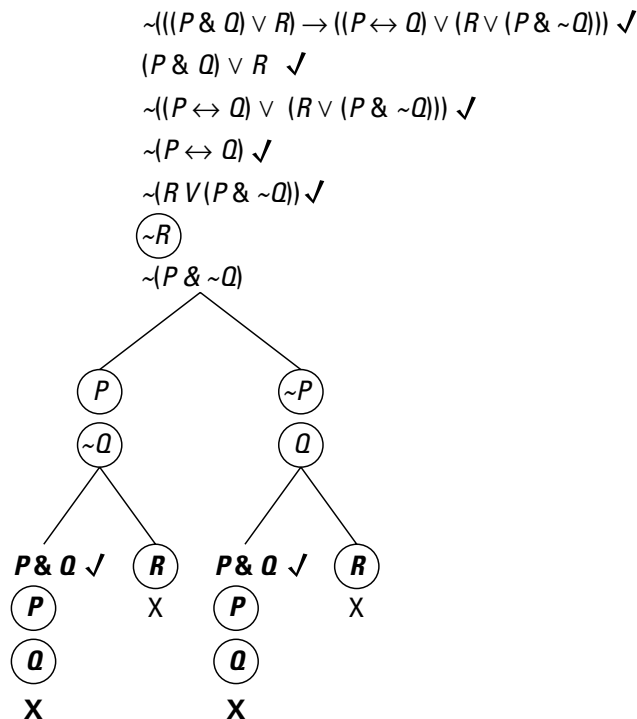 ~(((P & Q) ∨ R) → ((P ↔ Q) ∨ (R ∨ (P & ~Q))) ✓
(P & Q) ∨ R ✓
~((P ↔ Q) ∨ (R ∨ (P & ~Q))) ✓
~(P ↔ Q) ✓
~(R V (P & ~Q)) ✓
~R
~(P & ~Q)
P ~P
~Q Q
P & Q ✓ R P & Q ✓ R
P X P X
Q Q
X X